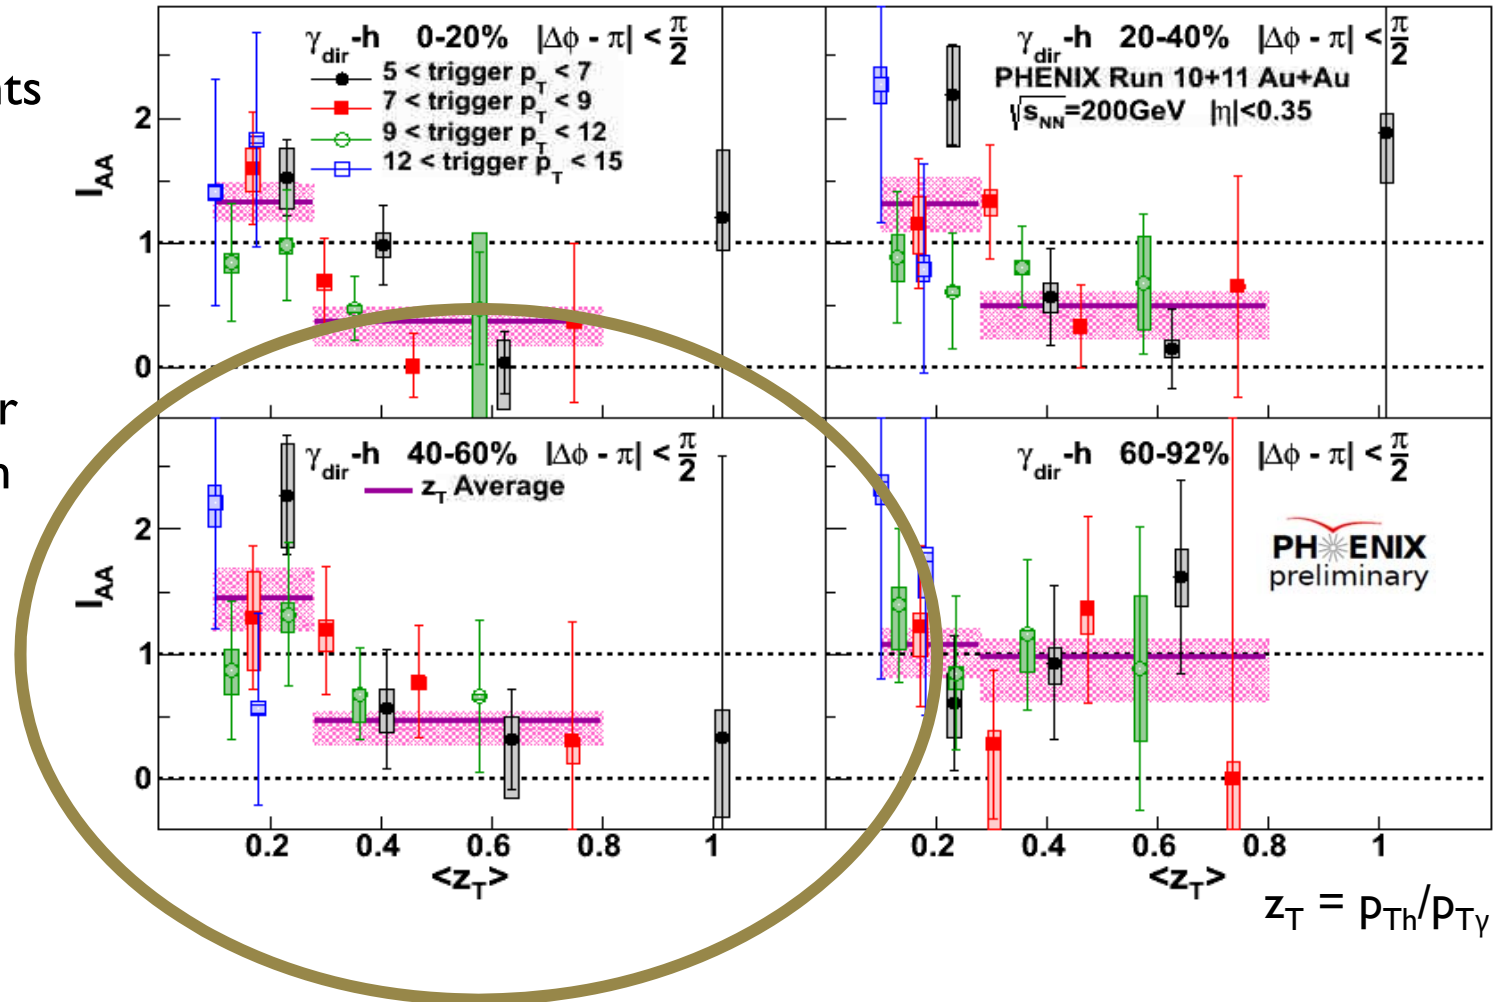 nts
r
n
γdir-h 0-20% |Δϕ - π| < π/2
5 < trigger pT < 7
7 < trigger pT < 9
9 < trigger pT < 12
12 < trigger pT < 15
γdir-h 20-40% |Δϕ - π| < π/2
PHENIX Run 10+11 Au+Au
√sNN=200GeV |η|<0.35
IAA
2
1
0
γdir-h 40-60% |Δϕ - π| < π/2
zT Average
γdir-h 60-92% |Δϕ - π| < π/2
PHENIX
preliminary
IAA
2
1
0
0.2 0.4 0.6 0.8 1
0.2 0.4 0.6 0.8 1
<zT>
<zT>
zT = pTh/pTγ